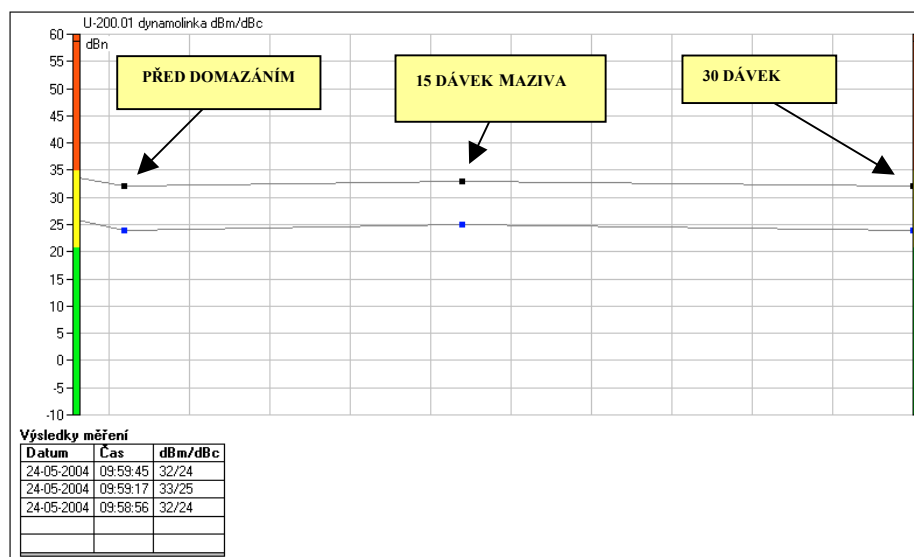 U-200.01 dynamolinka dBm/dBc
dBn
60
55
50
45
40
35
30
25
20
15
10
5
0
-5
-10
PŘED DOMAZÁNÍM
15 DÁVEK MAZIVA
30 DÁVEK
Výsledky měření
Datum Čas dBm/dBc
24-05-2004 09:59:45 32/24
24-05-2004 09:59:17 33/25
24-05-2004 09:58:56 32/24